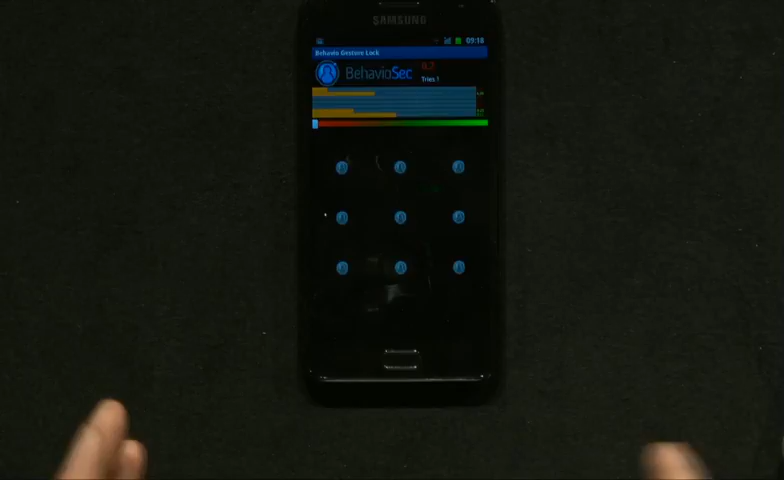 SAMSUNG
09:18
Behavio Gesture Lock
BehavioSec
Tries 1